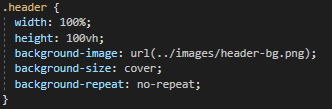 .header {
width: 100%;
height: 100vh;
background-image: url(../images/header-bg.png);
background-size: cover;
background-repeat: no-repeat;
}